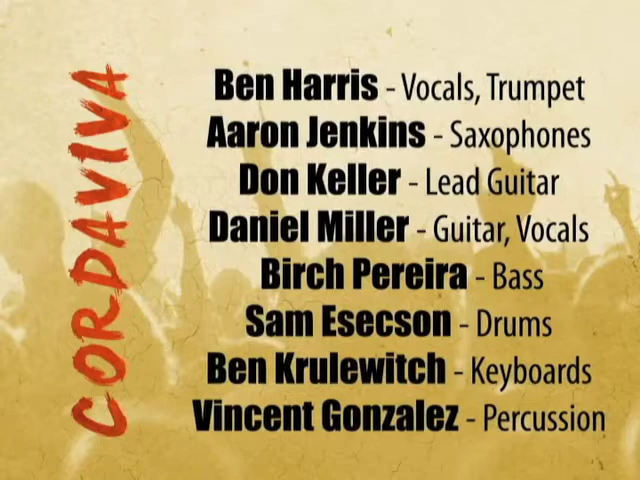 CORDAVIVA
Ben Harris - Vocals, Trumpet
Aaron Jenkins - Saxophones
Don Keller - Lead Guitar
Daniel Miller - Guitar, Vocals
Birch Pereira - Bass
Sam Esecson - Drums
Ben Krulewitch - Keyboards
Vincent Gonzalez - Percussion